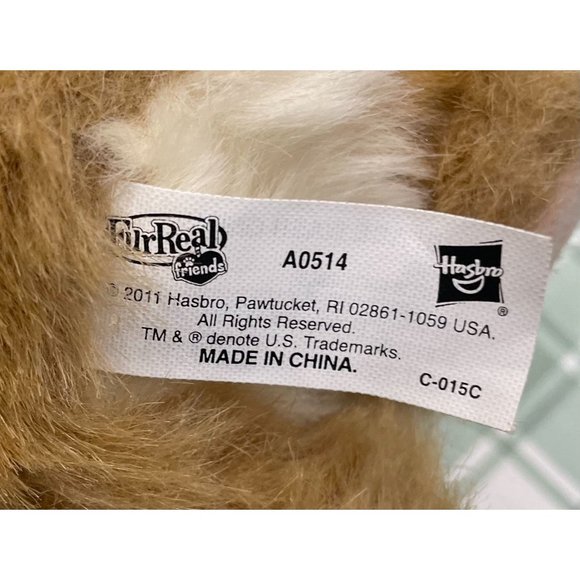 FurReal
friends
A0514
Hasbro
®
© 2011 Hasbro, Pawtucket, RI 02861-1059 USA.
All Rights Reserved.
TM & ® denote U.S. Trademarks.
MADE IN CHINA.
C-015C